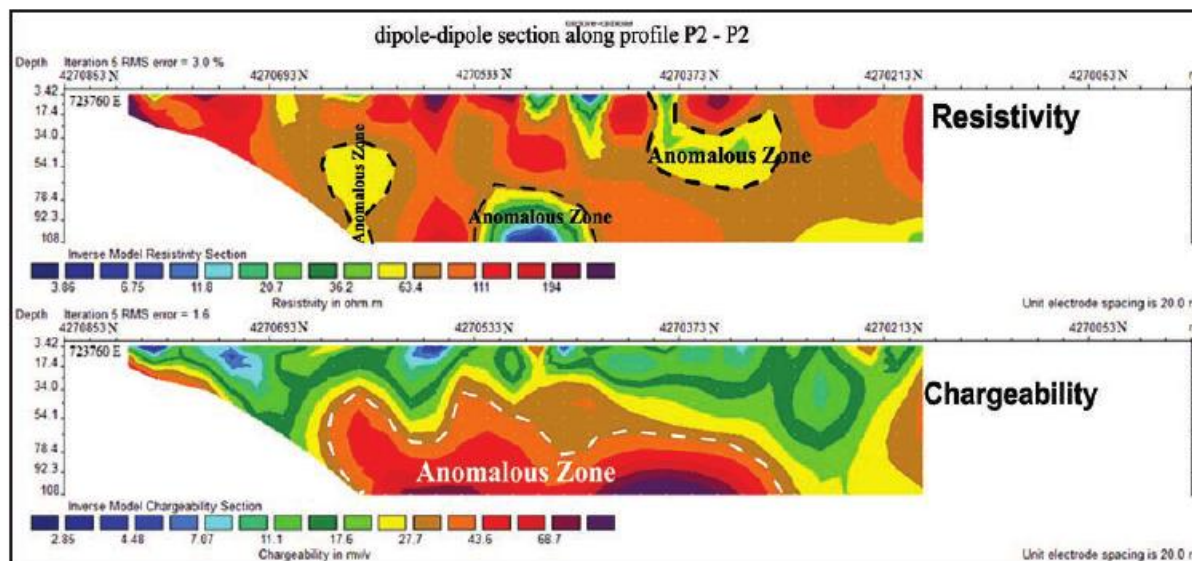 dipole-dipole section along profile P2 - P2
Depth Iteration 5 RMS error = 3.0 %
4270853 N 4270693 N 4270533 N 4270373 N 4270213 N 4270053 N
3.42
723760 E
17.4
34.0
54.1
78.4
92.3
108
Resistivity
Anomalous Zone
Anomalous Zone
Anomalous Zone
Inverse Model Resistivity Section
3.86 6.75 11.8 20.7 36.2 63.4 111 194
Resistivity in ohm m
Unit electrode spacing is 20.0
Depth Iteration 5 RMS error = 1.6
4270853 N 4270693 N 4270533 N 4270373 N 4270213 N 4270053 N
3.42
723760 E
17.4
34.0
54.1
78.4
92.3
108
Chargeability
Anomalous Zone
Inverse Model Chargeability Section
2.85 4.48 7.07 11.1 17.6 27.7 43.6 68.7
Chargeability in mv/v
Unit electrode spacing is 20.0